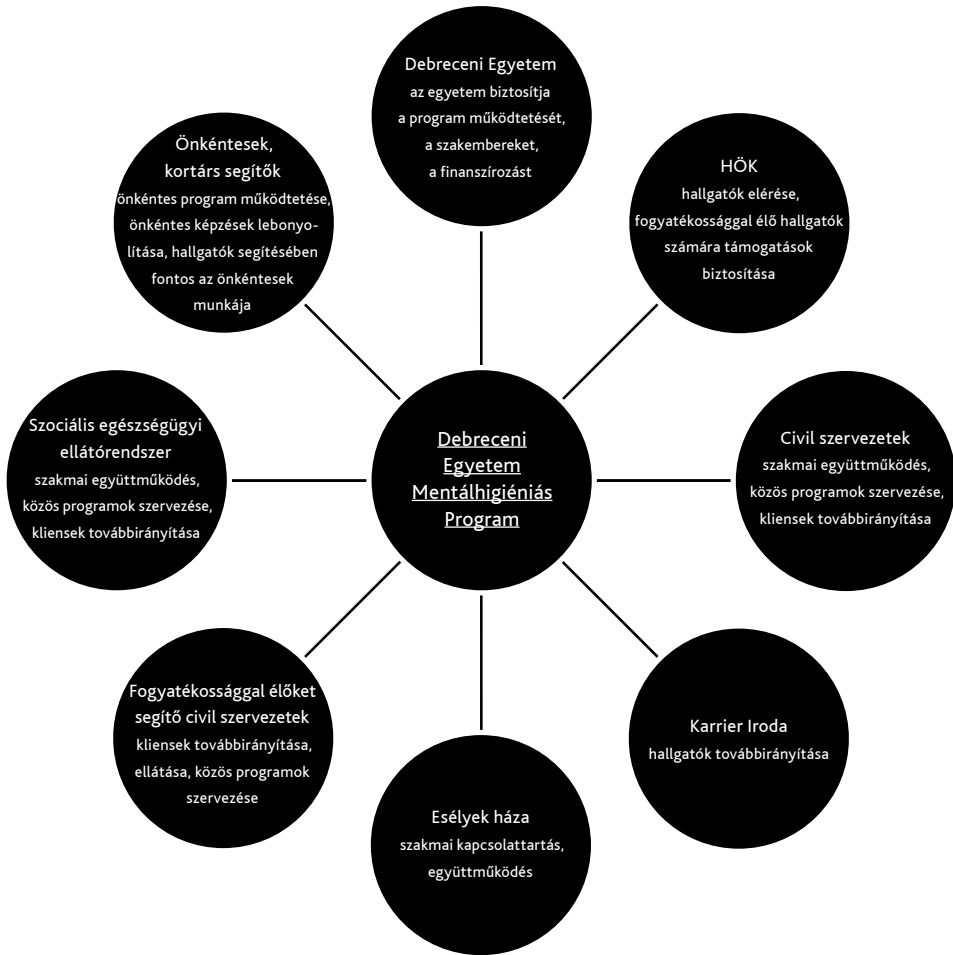 Debreceni Egyetem
az egyetem biztosítja
a program működtetését,
a szakembereket,
a finanszírozást
Önkéntesek,
kortárs segítők
önkéntes program működtetése,
önkéntes képzések lebonyo-
lítása, hallgatók segítésében
fontos az önkéntesek
munkája
HÖK
hallgatók elérése,
fogyatékossággal élő hallgatók
számára támogatások
biztosítása
Szociális egészségügyi
ellátórendszer
szakmai együttműködés,
közös programok szervezése,
kliensek továbbirányítása
Debreceni
Egyetem
Mentálhigiéniás
Program
Civil szervezetek
szakmai együttműködés,
közös programok szervezése,
kliensek továbbirányítása
Fogyatékossággal élőket
segítő civil szervezetek
kliensek továbbirányítása,
ellátása, közös programok
szervezése
Karrier Iroda
hallgatók továbbirányítása
Esélyek háza
szakmai kapcsolattartás,
együttműködés